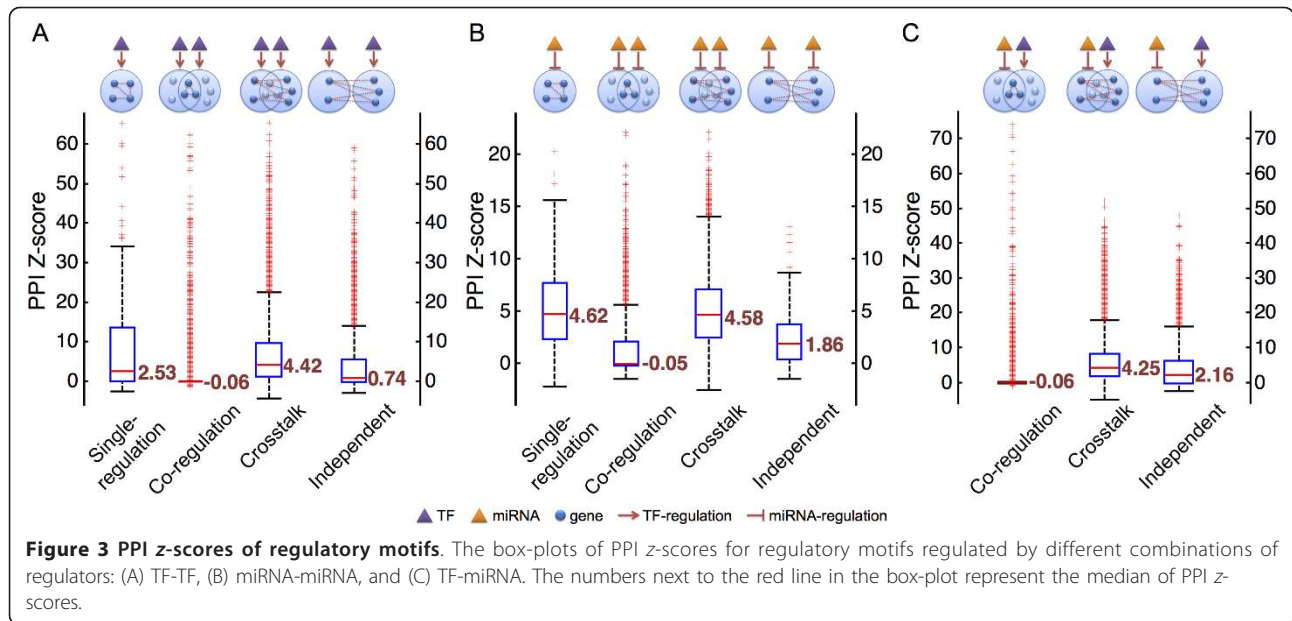 A
B
C
PPI Z-score
60
50
40
30
20
10
0
2.53
-0.06
4.42
0.74
60
50
40
30
20
10
0
Single-
regulation
Co-regulation
Crosstalk
Independent
PPI Z-score
20
15
10
5
0
4.62
-0.05
4.58
1.86
20
15
10
5
0
Single-
regulation
Co-regulation
Crosstalk
Independent
PPI Z-score
70
60
50
40
30
20
10
0
-0.06
4.25
2.16
70
60
50
40
30
20
10
0
Co-regulation
Crosstalk
Independent
TF miRNA gene TF-regulation miRNA-regulation
Figure 3 PPI z-scores of regulatory motifs. The box-plots of PPI z-scores for regulatory motifs regulated by different combinations of
regulators: (A) TF-TF, (B) miRNA-miRNA, and (C) TF-miRNA. The numbers next to the red line in the box-plot represent the median of PPI z-
scores.